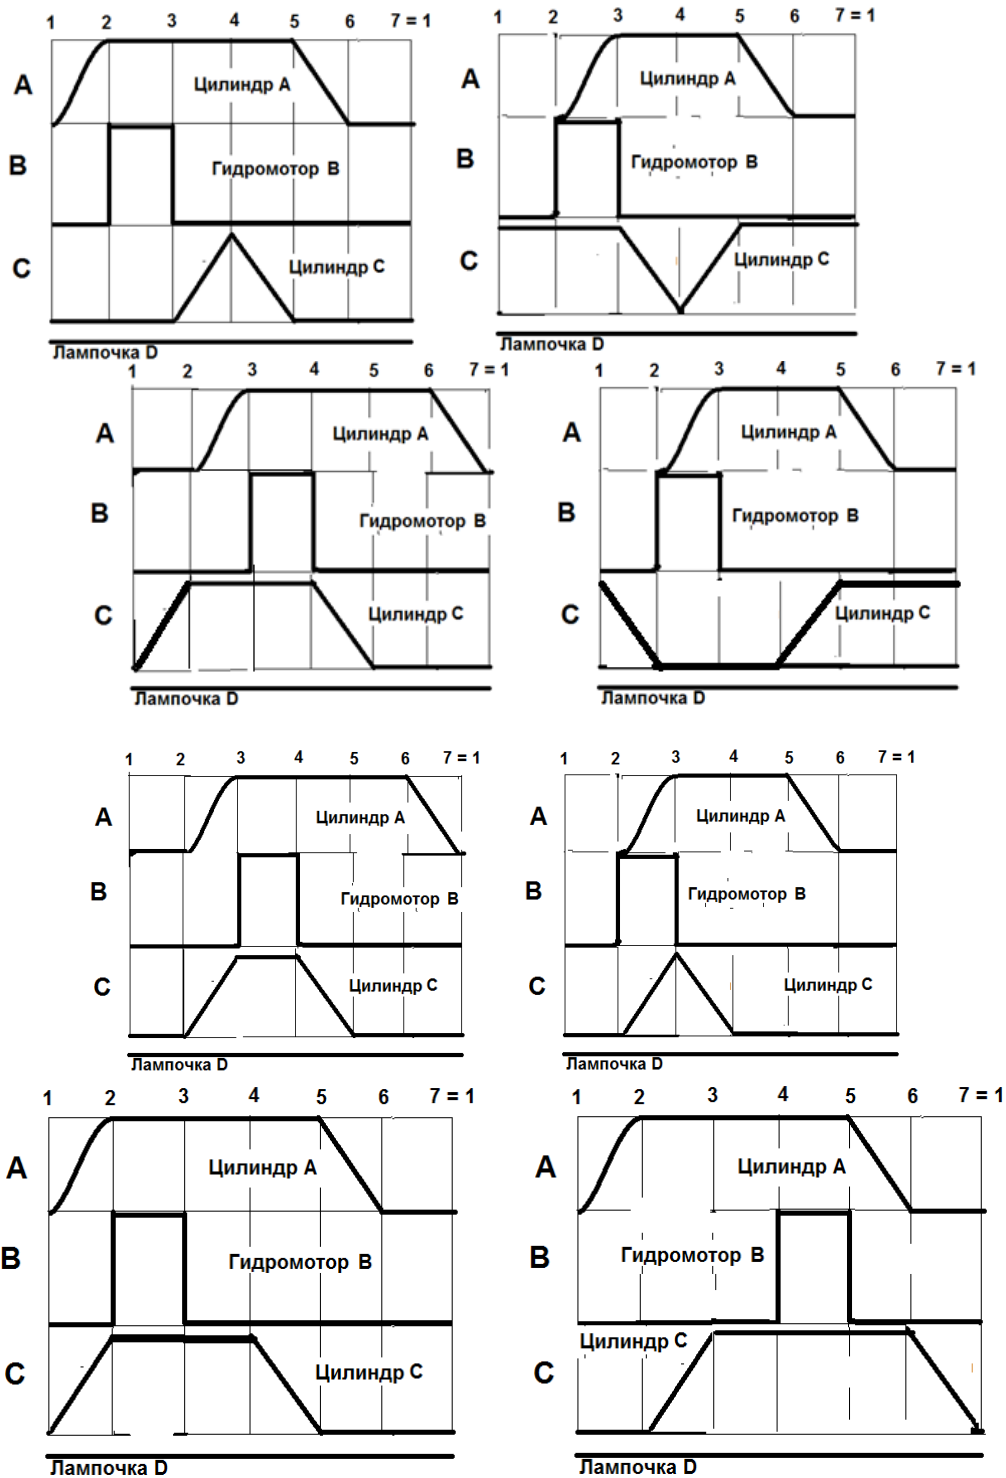 1 2 3 4 5 6 7 = 1
A Цилиндр A
B Гидромотор B
C Цилиндр C
Лампочка D
1 2 3 4 5 6 7 = 1
A Цилиндр A
B Гидромотор B
C Цилиндр C
Лампочка D
1 2 3 4 5 6 7 = 1
A Цилиндр A
B Гидромотор B
C Цилиндр C
Лампочка D
1 2 3 4 5 6 7 = 1
A Цилиндр A
B Гидромотор B
C Цилиндр C
Лампочка D
1 2 3 4 5 6 7 = 1
A Цилиндр A
B Гидромотор B
C Цилиндр C
Лампочка D
1 2 3 4 5 6 7 = 1
A Цилиндр A
B Гидромотор B
C Цилиндр C
Лампочка D
1 2 3 4 5 6 7 = 1
A Цилиндр A
B Гидромотор B
C Цилиндр C
Лампочка D
1 2 3 4 5 6 7 = 1
A Цилиндр A
B Гидромотор B
Цилиндр C
C
Лампочка D